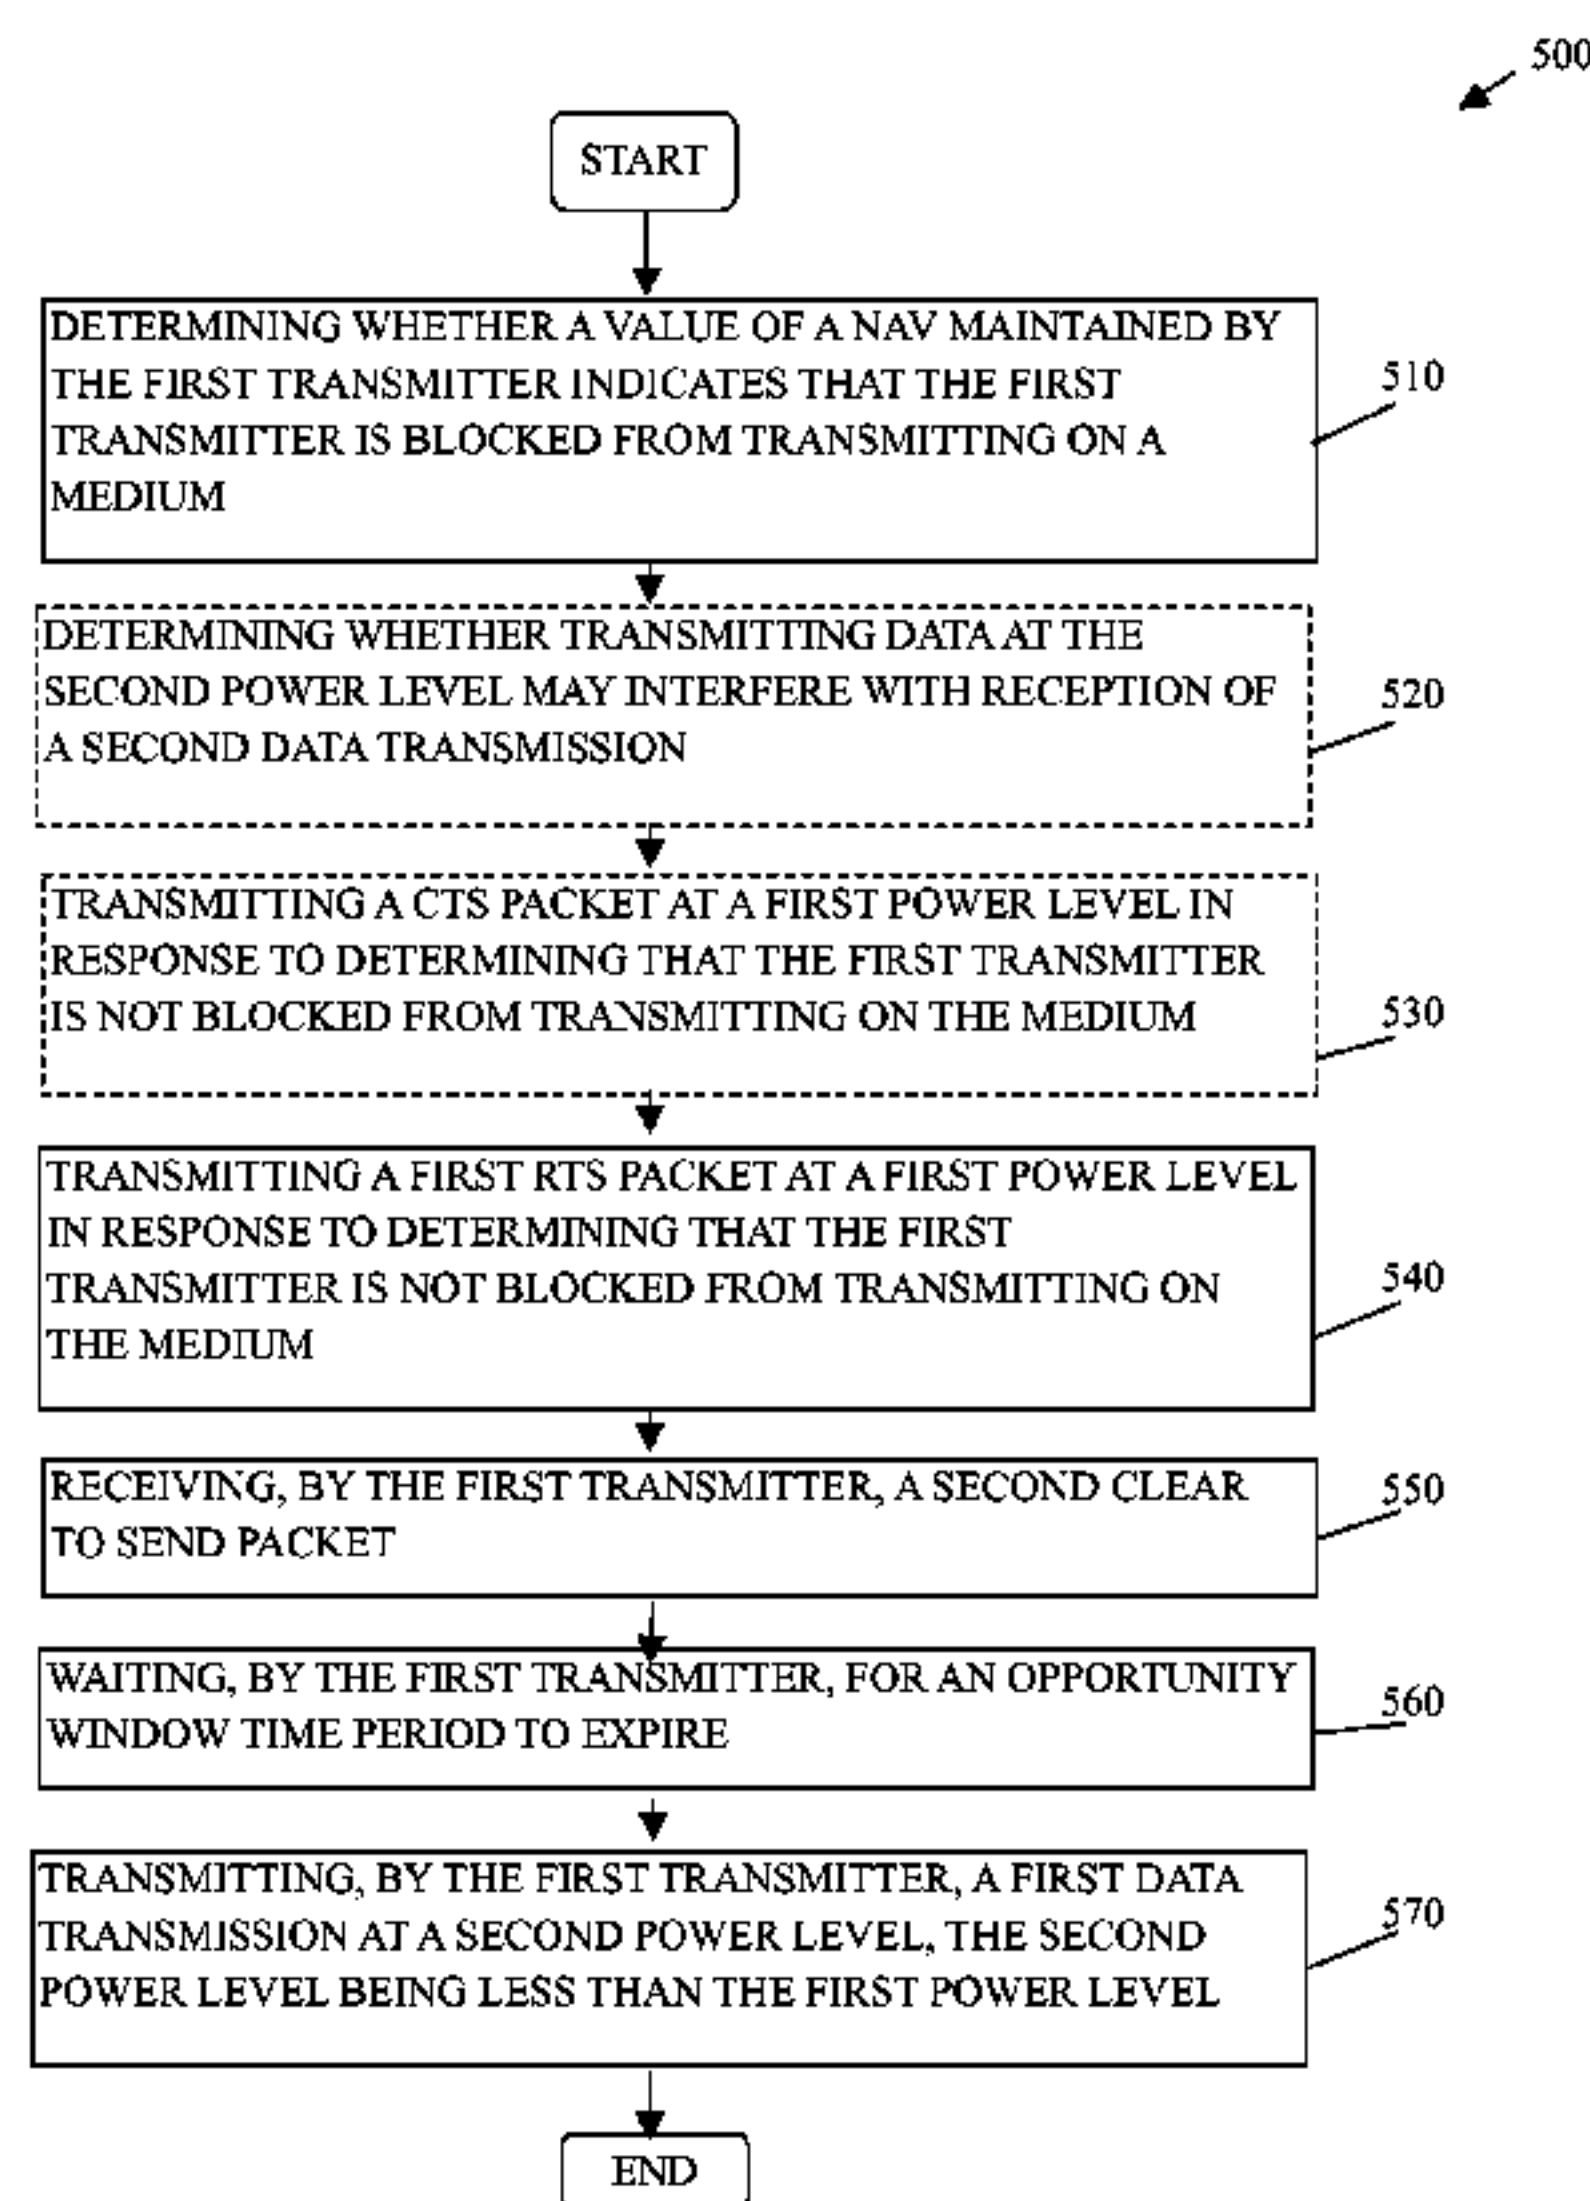 500
START
DETERMINING WHETHER A VALUE OF A NAV MAINTAINED BY
THE FIRST TRANSMITTER INDICATES THAT THE FIRST
TRANSMITTER IS BLOCKED FROM TRANSMITTING ON A
MEDIUM
510
DETERMINING WHETHER TRANSMITTING DATA AT THE
SECOND POWER LEVEL MAY INTERFERE WITH RECEPTION OF
A SECOND DATA TRANSMISSION
520
TRANSMITTING A CTS PACKET AT A FIRST POWER LEVEL IN
RESPONSE TO DETERMINING THAT THE FIRST TRANSMITTER
IS NOT BLOCKED FROM TRANSMITTING ON THE MEDIUM
530
TRANSMITTING A FIRST RTS PACKET AT A FIRST POWER LEVEL
IN RESPONSE TO DETERMINING THAT THE FIRST
TRANSMITTER IS NOT BLOCKED FROM TRANSMITTING ON
THE MEDIUM
540
RECEIVING, BY THE FIRST TRANSMITTER, A SECOND CLEAR
TO SEND PACKET
550
WAITING, BY THE FIRST TRANSMITTER, FOR AN OPPORTUNITY
WINDOW TIME PERIOD TO EXPIRE
560
TRANSMITTING, BY THE FIRST TRANSMITTER, A FIRST DATA
TRANSMISSION AT A SECOND POWER LEVEL, THE SECOND
POWER LEVEL BEING LESS THAN THE FIRST POWER LEVEL
570
END